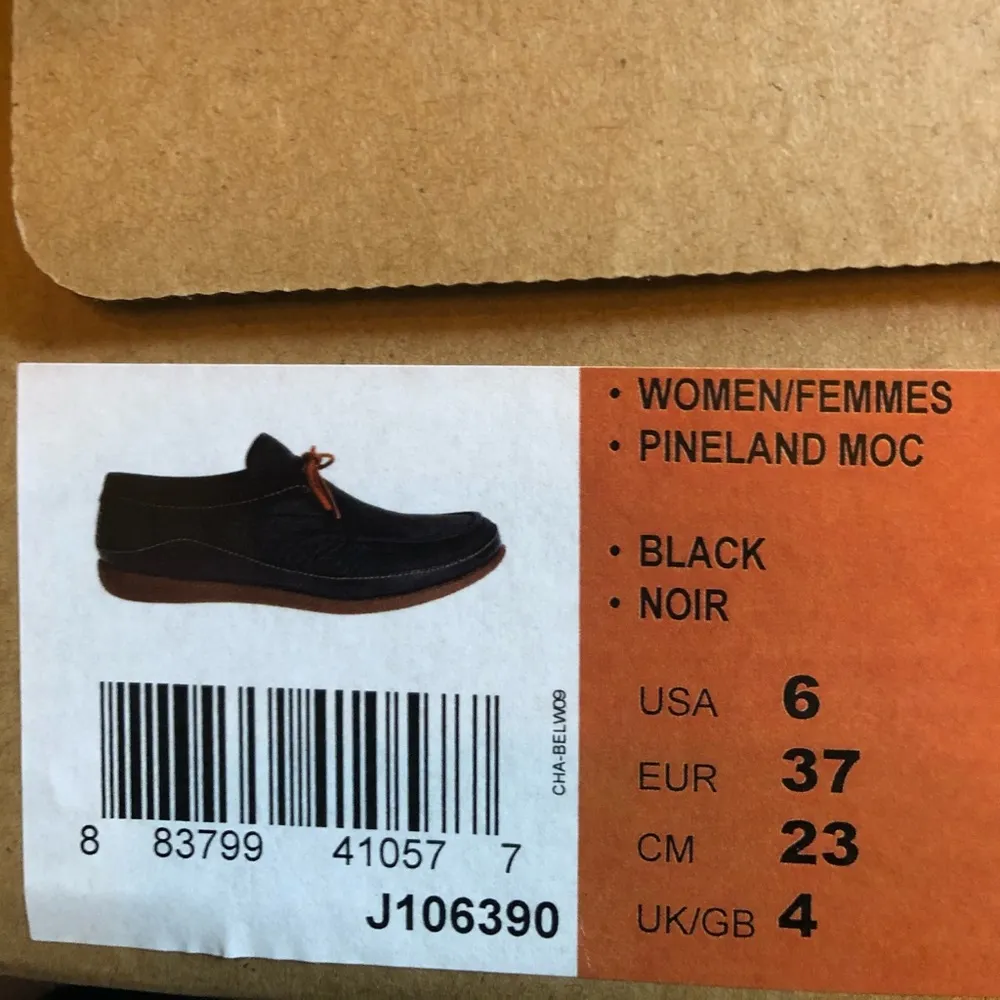 • WOMEN/FEMMES
• PINELAND MOC
• BLACK
• NOIR
USA 6
EUR 37
CM 23
UK/GB 4
CHA-BELW09
8 83799 41057 7
J106390